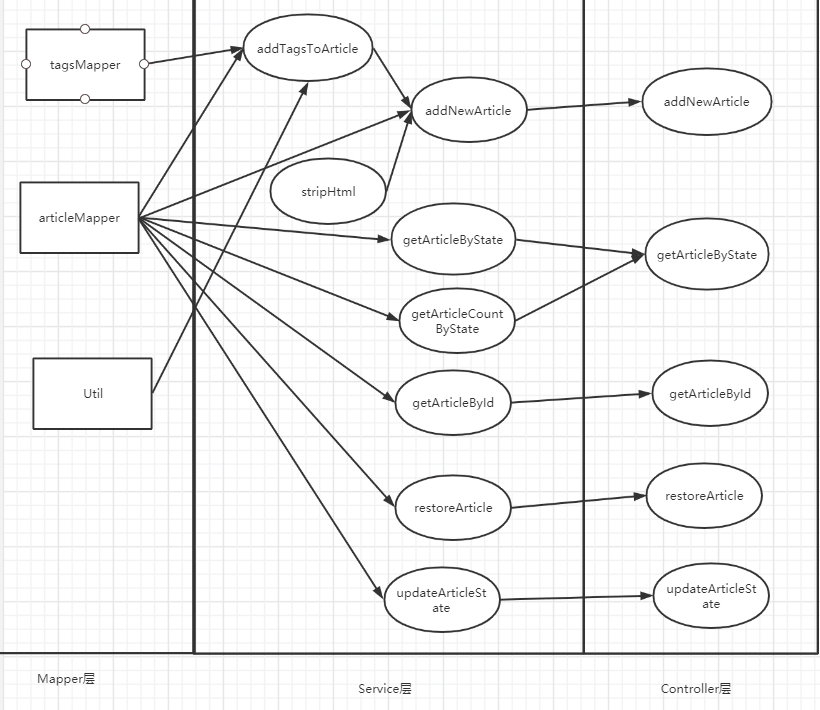 tagsMapper
addTagsToArticle
addNewArticle
addNewArticle
stripHtml
articleMapper
getArticleByState
getArticleByState
getArticleCount
ByState
Util
getArticleById
getArticleById
restoreArticle
restoreArticle
updateArticleSt
ate
updateArticleSt
ate
Mapper层
Service层
Controller层